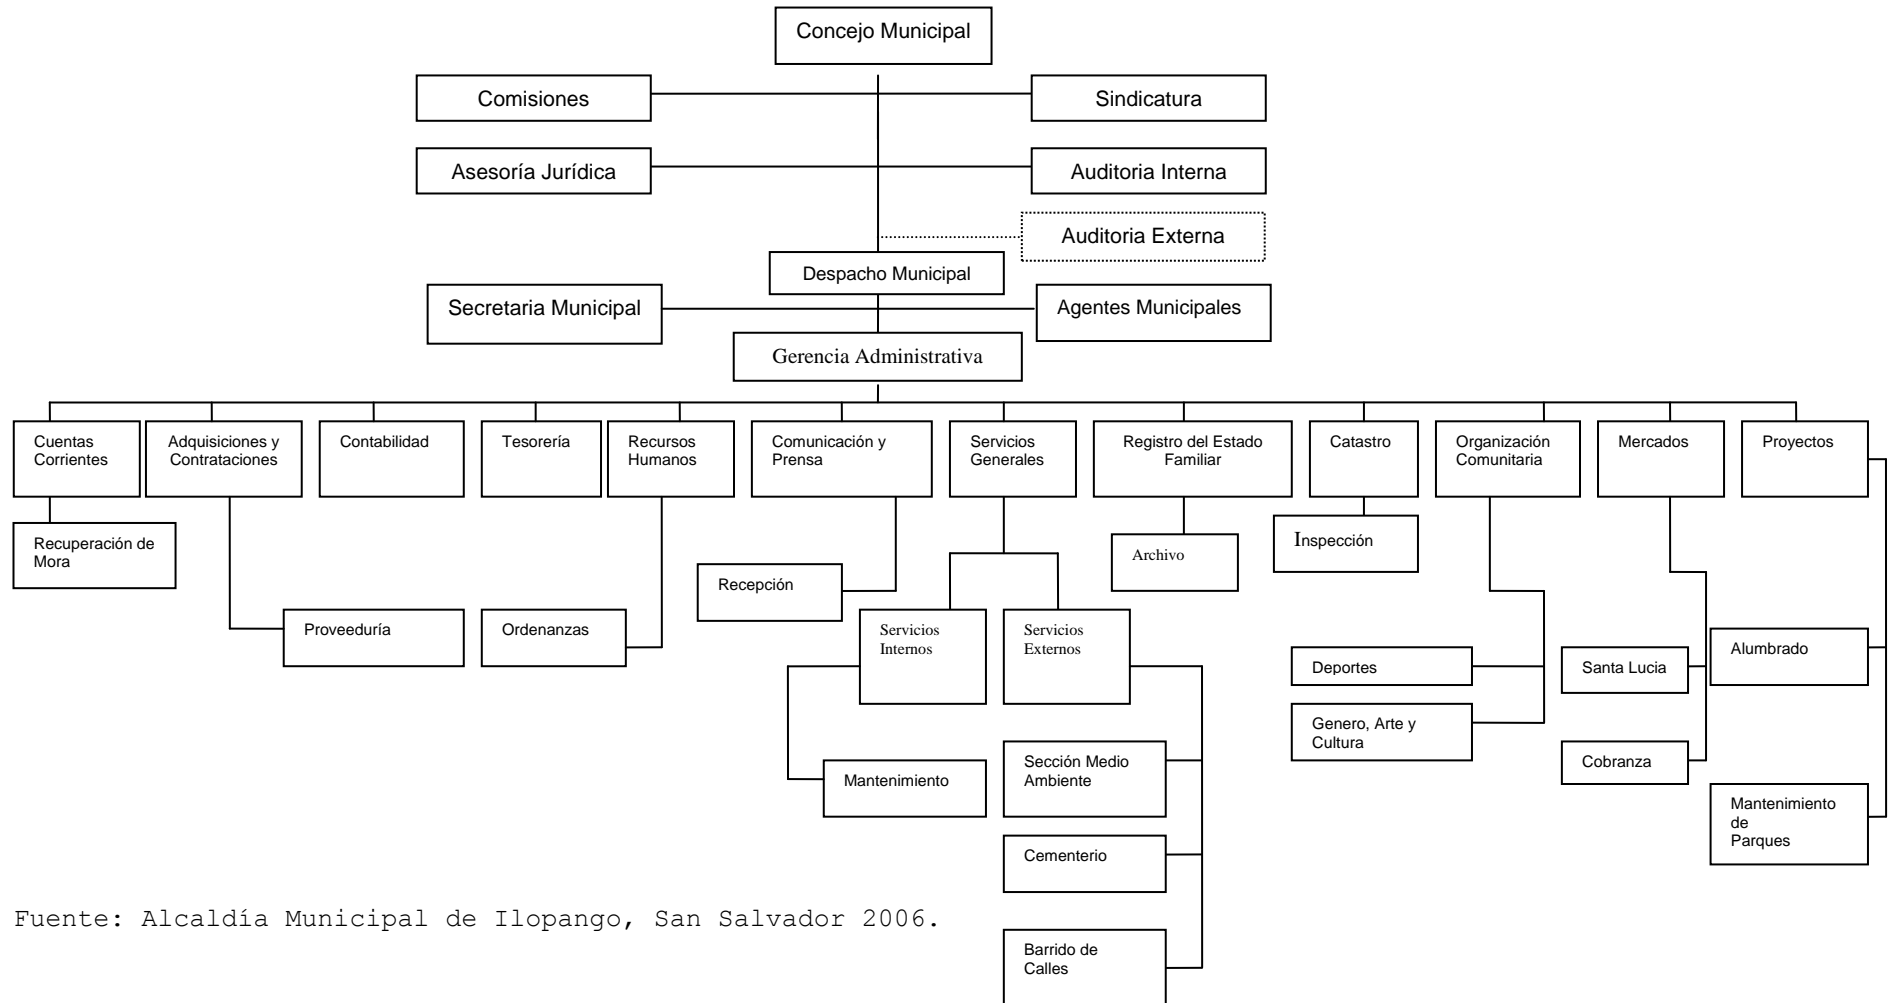 Concejo Municipal
Comisiones
Sindicatura
Asesoría Jurídica
Auditoria Interna
Auditoria Externa
Despacho Municipal
Secretaria Municipal
Agentes Municipales
Gerencia Administrativa
Cuentas
Corrientes
Adquisiciones y
Contrataciones
Contabilidad
Tesorería
Recursos
Humanos
Comunicación y
Prensa
Servicios
Generales
Registro del Estado
Familiar
Catastro
Organización
Comunitaria
Mercados
Proyectos
Recuperación de
Mora
Proveeduría
Ordenanzas
Recepción
Servicios
Internos
Servicios
Externos
Archivo
Inspección
Deportes
Genero, Arte y
Cultura
Santa Lucia
Cobranza
Alumbrado
Mantenimiento
de
Parques
Mantenimiento
Sección Medio
Ambiente
Cementerio
Barrido de
Calles
Fuente: Alcaldía Municipal de Ilopango, San Salvador 2006.